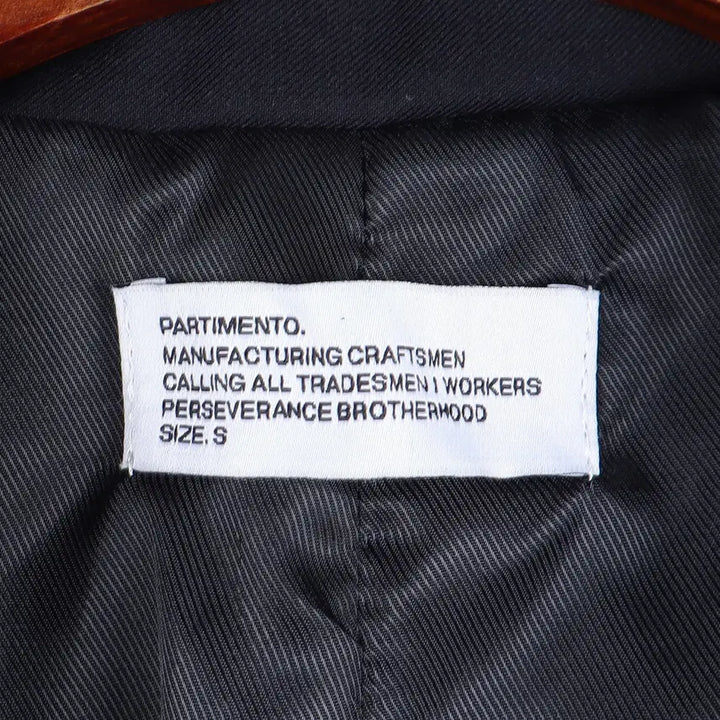 PARTIMENTO.
MANUFACTURING CRAFTSMEN
CALLING ALL TRADESMEN I WORKERS
PERSEVERANCE BROTHERHOOD
SIZE. S